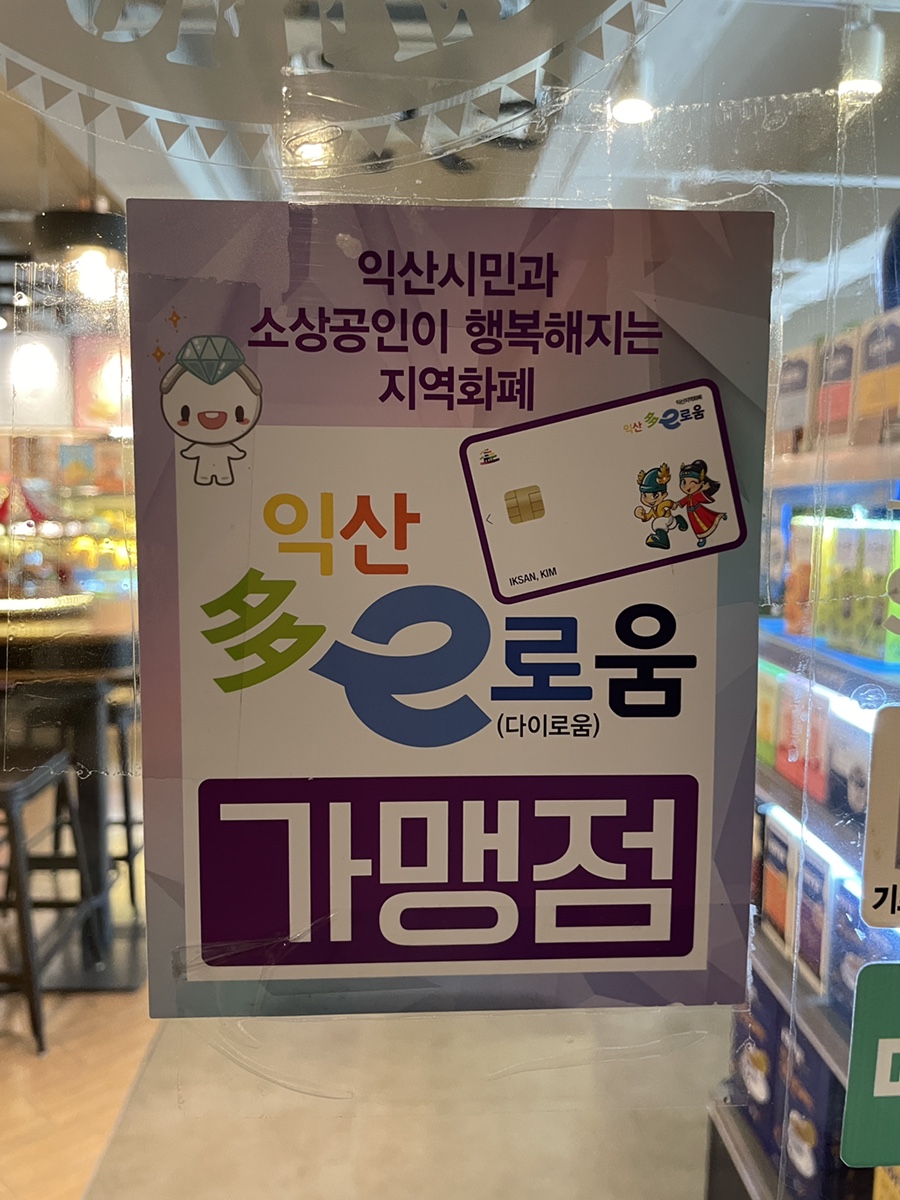 익산시민과
소상공인이 행복해지는
지역화폐
익산 多e로움
IKSAN, KIM
익산
多e로움
(다이로움)
가맹점